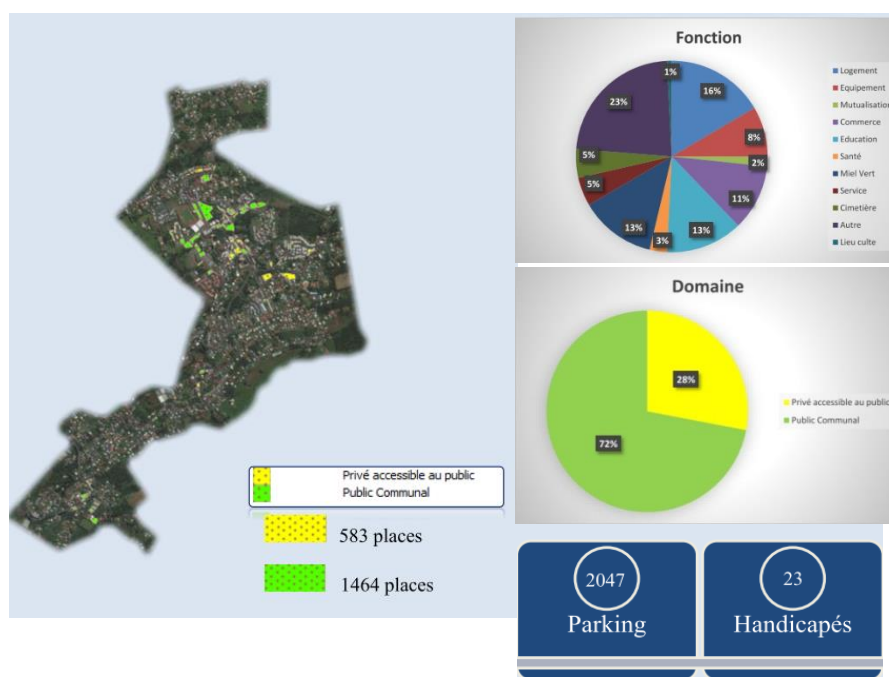 Privé accessible au public
Public Communal
583 places
1464 places
Fonction
1%
16%
23%
8%
2%
5%
5%
11%
13%
13%
3%
Logement
Equipement
Mutualisation
Commerce
Education
Santé
Miel Vert
Service
Cimetière
Autre
Lieu culte
Domaine
28%
72%
Privé accessible au public
Public Communal
2047
Parking
23
Handicapés